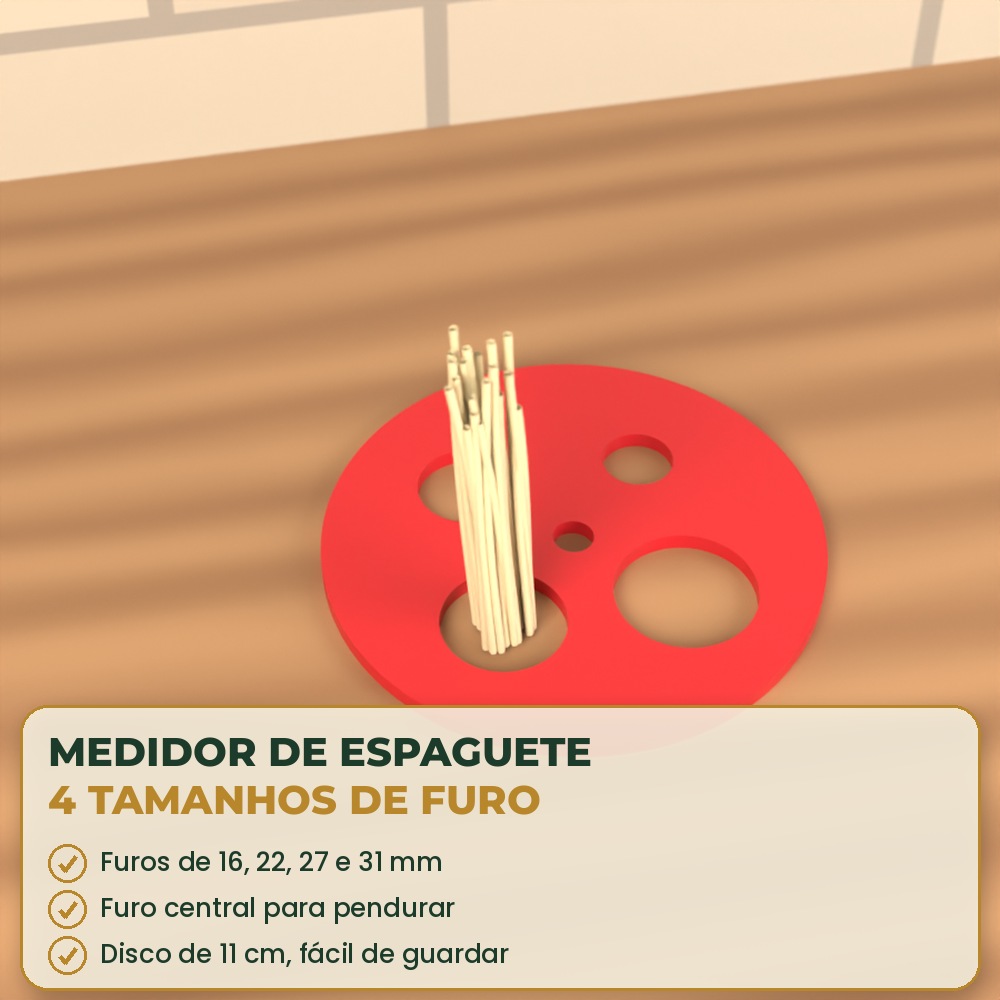 MEDIDOR DE ESPAGUETE
4 TAMANHOS DE FURO
Furos de 16, 22, 27 e 31 mm
Furo central para pendurar
Disco de 11 cm, fácil de guardar